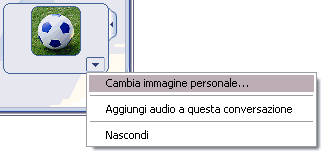 Cambia immagine personale...
Aggiungi audio a questa conversazione
Nascondi